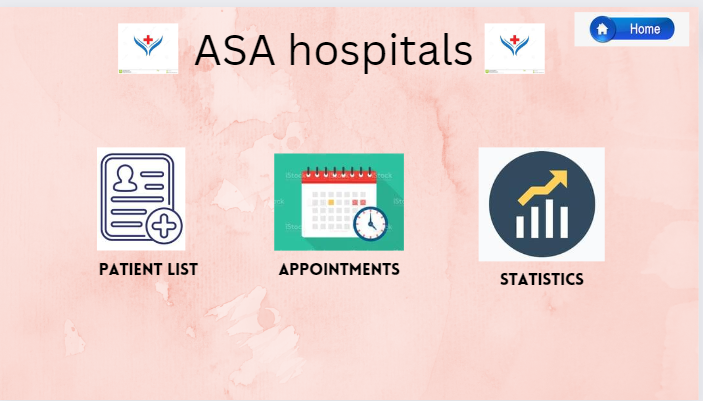 ASA hospitals
Home
PATIENT LIST
APPOINTMENTS
STATISTICS